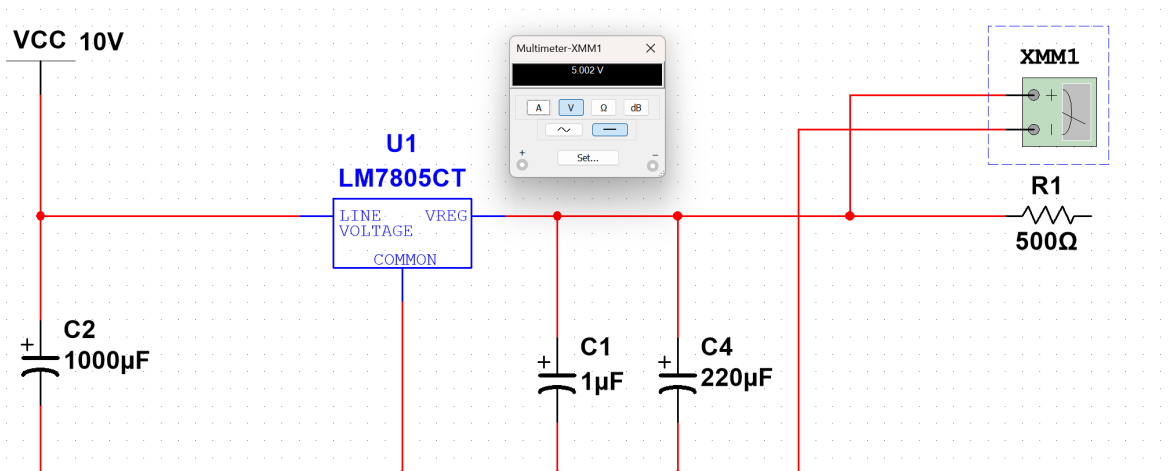 VCC 10V
Multimeter-XMM1
5.002 V
A V Ω dB
Set...
+ −
XMM1
+
U1
LM7805CT
LINE VREG
VOLTAGE
COMMON
R1
500Ω
+ C2
1000µF
+ C1
1µF
+ C4
220µF